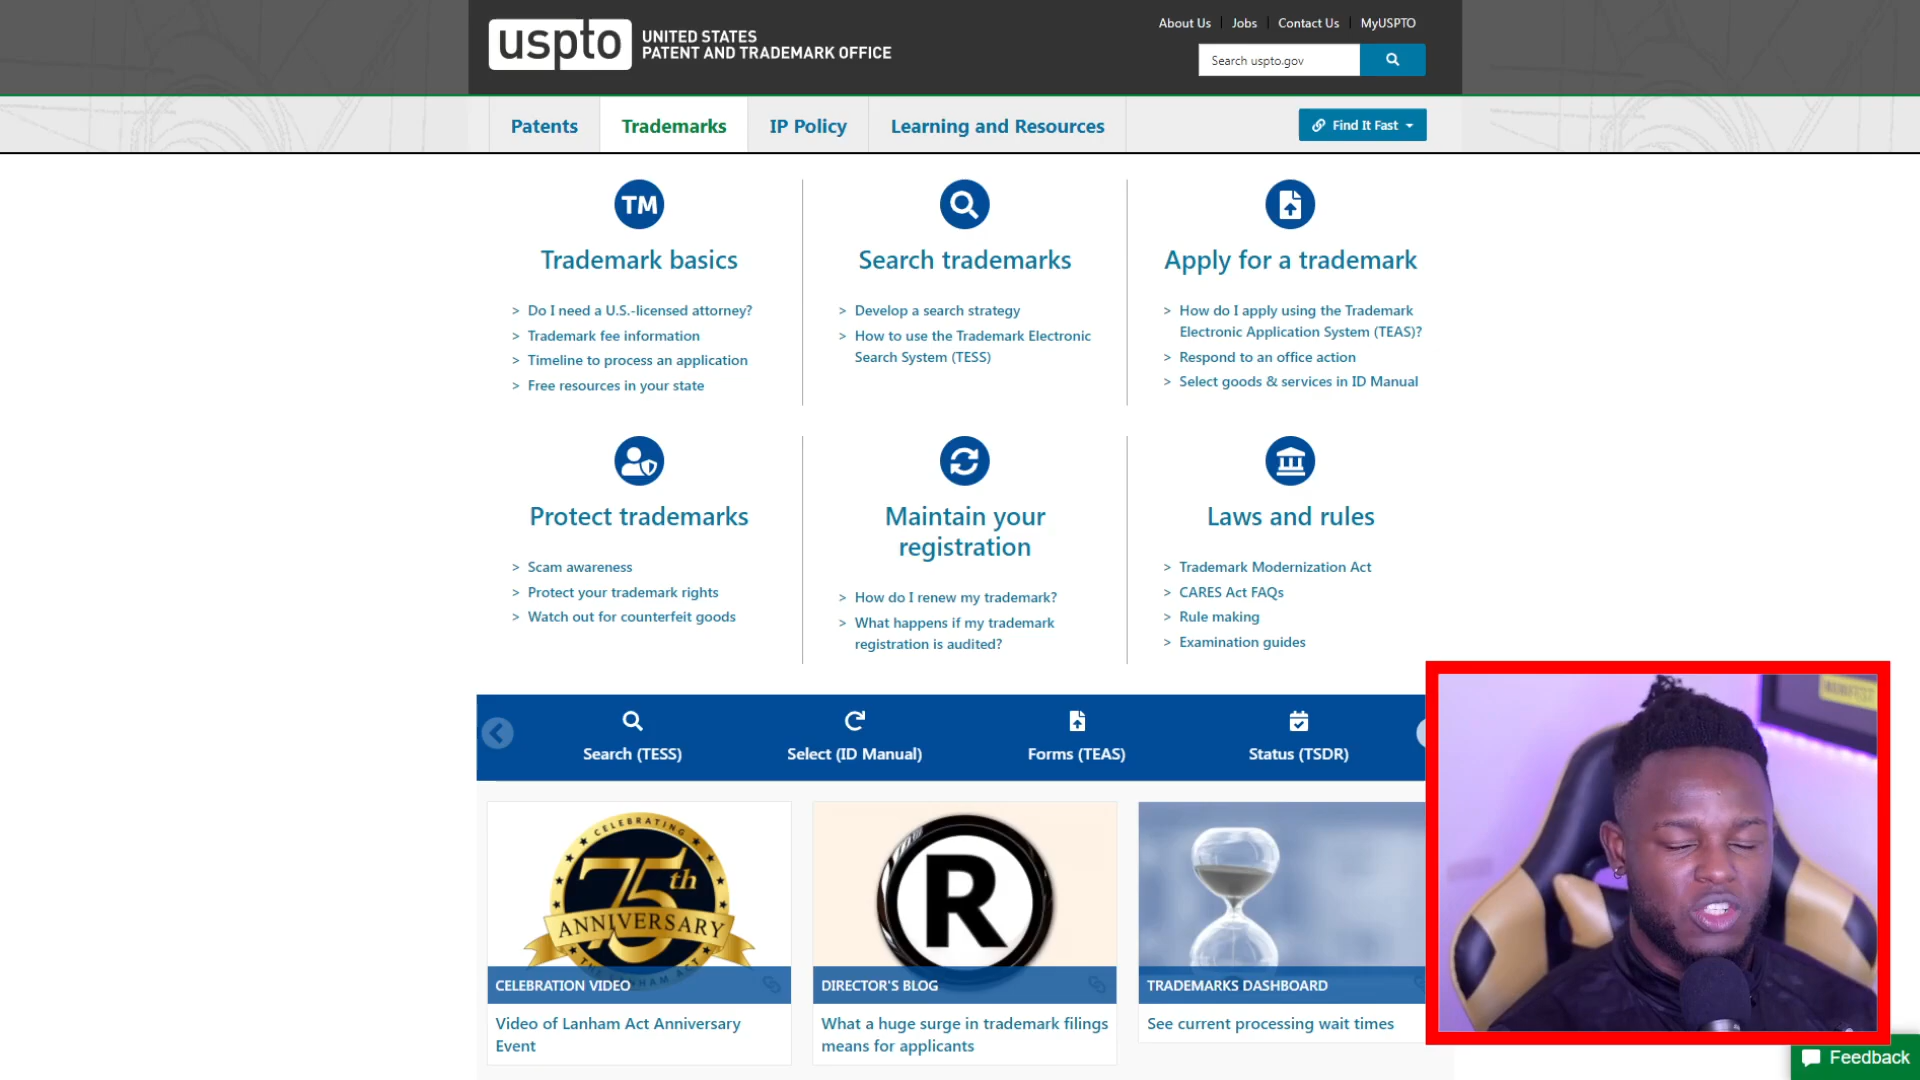 uspto
UNITED STATES
PATENT AND TRADEMARK OFFICE
About Us
Jobs
Contact Us
MyUSPTO
Search uspto.gov
Patents
Trademarks
IP Policy
Learning and Resources
Find It Fast
TM
Trademark basics
> Do I need a U.S.-licensed attorney?
> Trademark fee information
> Timeline to process an application
> Free resources in your state
Search trademarks
> Develop a search strategy
> How to use the Trademark Electronic
Search System (TESS)
Apply for a trademark
> How do I apply using the Trademark
Electronic Application System (TEAS)?
> Respond to an office action
> Select goods & services in ID Manual
Protect trademarks
> Scam awareness
> Protect your trademark rights
> Watch out for counterfeit goods
Maintain your
registration
> How do I renew my trademark?
> What happens if my trademark
registration is audited?
Laws and rules
> Trademark Modernization Act
> CARES Act FAQs
> Rule making
> Examination guides
Search (TESS)
Select (ID Manual)
Forms (TEAS)
Status (TSDR)
CELEBRATING
75th
ANNIVERSARY
CELEBRATION VIDEO
Video of Lanham Act Anniversary
Event
R
DIRECTOR'S BLOG
What a huge surge in trademark filings
means for applicants
TRADEMARKS DASHBOARD
See current processing wait times
Feedback